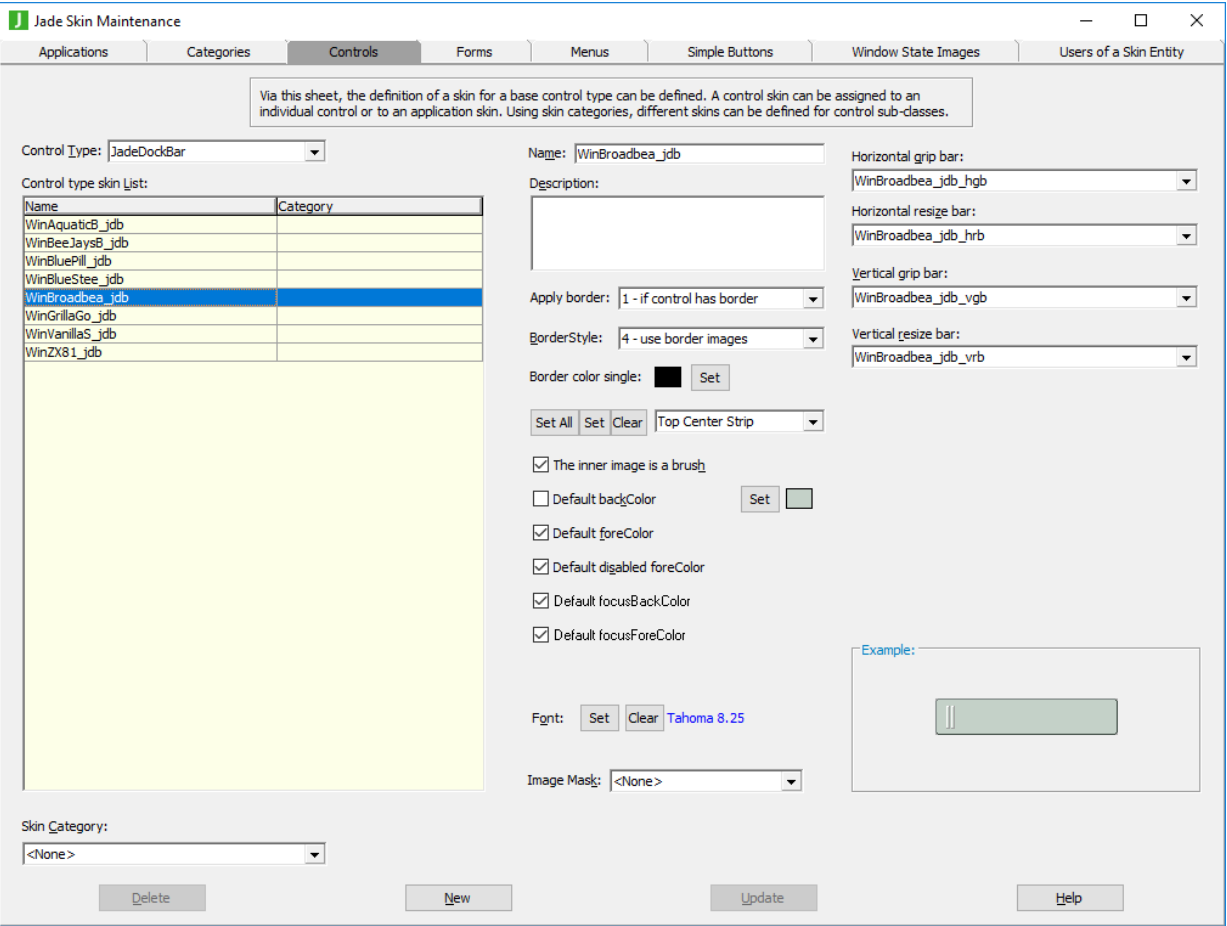 Jade Skin Maintenance
Applications
Categories
Controls
Forms
Menus
Simple Buttons
Window State Images
Users of a Skin Entity
Via this sheet, the definition of a skin for a base control type can be defined. A control skin can be assigned to an
individual control or to an application skin. Using skin categories, different skins can be defined for control sub-classes.
Control Type: JadeDockBar
Control type skin List:
Name Category
WinAquaticB_jdb
WinBeeJaysB_jdb
WinBluePill_jdb
WinBlueStee_jdb
WinBroadbea_jdb
WinGrillaGo_jdb
WinVanillaS_jdb
WinZX81_jdb
Skin Category:
<None>
Name: WinBroadbea_jdb
Description:
Apply border: 1 - if control has border
BorderStyle: 4 - use border images
Border color single: Set
Set All Set Clear Top Center Strip
The inner image is a brush
Default backColor Set
Default foreColor
Default disabled foreColor
Default focusBackColor
Default focusForeColor
Font: Set Clear Tahoma 8.25
Image Mask: <None>
Horizontal grip bar:
WinBroadbea_jdb_hgb
Horizontal resize bar:
WinBroadbea_jdb_hrb
Vertical grip bar:
WinBroadbea_jdb_vgb
Vertical resize bar:
WinBroadbea_jdb_vrb
Example:
Delete
New
Update
Help